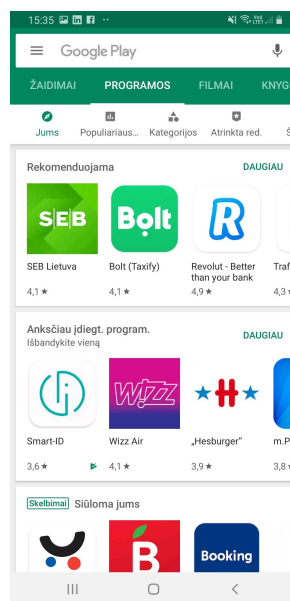 15:35
Google Play
ŽAIDIMAI PROGRAMOS FILMAI KNYG
Jums Populiariaus... Kategorijos Atrinkta red.
Rekomenduojama DAUGIAU
S|E|B Bolt R
SEB Lietuva Bolt (Taxify) Revolut - Better Traf
than your bank
4,1 ★ 4,1 ★ 4,9 ★ 4,3
Anksčiau įdiegt. program. DAUGIAU
Išbandykite vieną
WIZZ H
Smart-ID Wizz Air „Hesburger“ m.P
3,6 ★ 4,1 ★ 3,9 ★ 3,8
Skelbimai Siūloma jums
B Booking